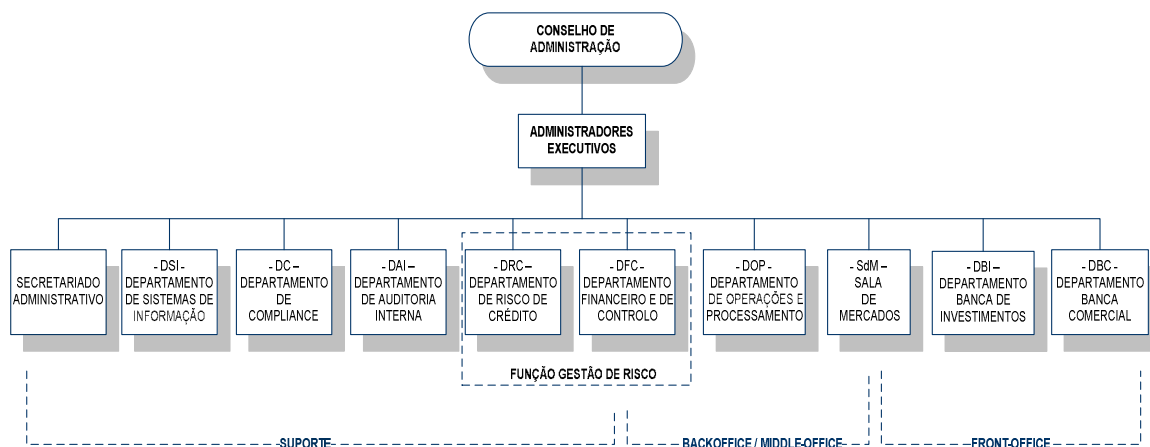 CONSELHO DE
ADMINISTRAÇÃO
ADMINISTRADORES
EXECUTIVOS
SECRETARIADO
ADMINISTRATIVO
- DSI -
DEPARTAMENTO
DE SISTEMAS DE
INFORMAÇÃO
- DC –
DEPARTAMENTO
DE
COMPLIANCE
- DAI –
DEPARTAMENTO
DE AUDITORIA
INTERNA
- DRC –
DEPARTAMENTO
DE RISCO DE
CRÉDITO
- DFC –
DEPARTAMENTO
FINANCEIRO E DE
CONTROLO
- DOP –
DEPARTAMENTO
DE OPERAÇÕES E
PROCESSAMENTO
- SdM –
SALA
DE
MERCADOS
- DBI –
DEPARTAMENTO
BANCA DE
INVESTIMENTOS
- DBC –
DEPARTAMENTO
BANCA
COMERCIAL
FUNÇÃO GESTÃO DE RISCO
SUPORTE
BACKOFFICE / MIDDLE-OFFICE
FRONT-OFFICE